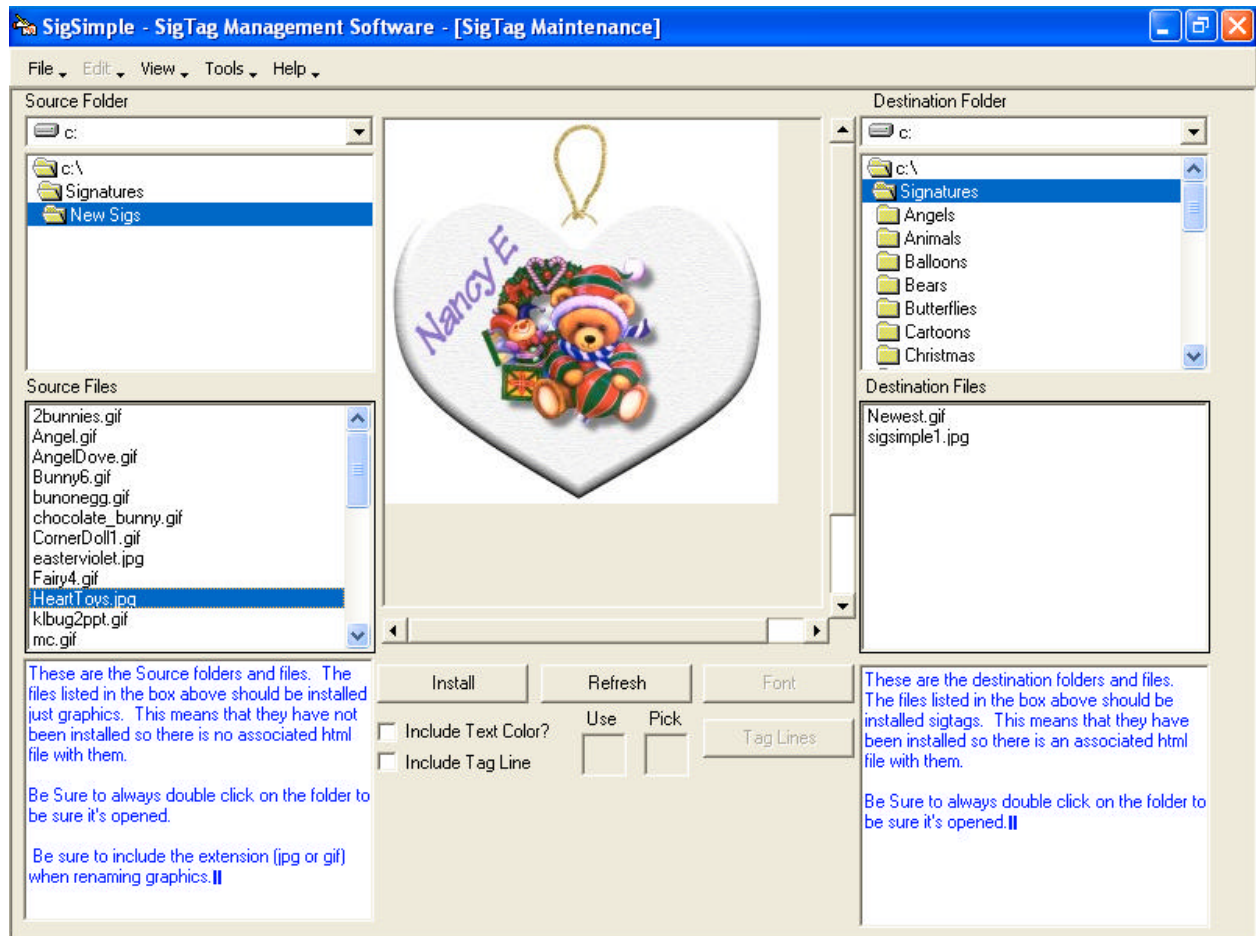 SigSimple - SigTag Management Software - [SigTag Maintenance]
File Edit View Tools Help
Source Folder
c:
c:\
Signatures
New Sigs
Source Files
2bunnies.gif
Angel.gif
AngelDove.gif
Bunny6.gif
bunonegg.gif
chocolate_bunny.gif
CornerDoll1.gif
easterviolet.jpg
Fairy4.gif
HeartToys.jpg
klbug2ppt.gif
mc.gif
These are the Source folders and files. The
files listed in the box above should be installed
just graphics. This means that they have not
been installed so there is no associated html
file with them.
Be Sure to always double click on the folder to
be sure it's opened.
Be sure to include the extension (jpg or gif)
when renaming graphics.
Nancy E
Install Refresh Font
Include Text Color? Use Pick
Tag Lines
Include Tag Line
Destination Folder
c:
c:\
Signatures
Angels
Animals
Balloons
Bears
Butterflies
Cartoons
Christmas
Destination Files
Newest.gif
sigsimple1.jpg
These are the destination folders and files.
The files listed in the box above should be
installed sigtags. This means that they have
been installed so there is an associated html
file with them.
Be Sure to always double click on the folder to
be sure it's opened.